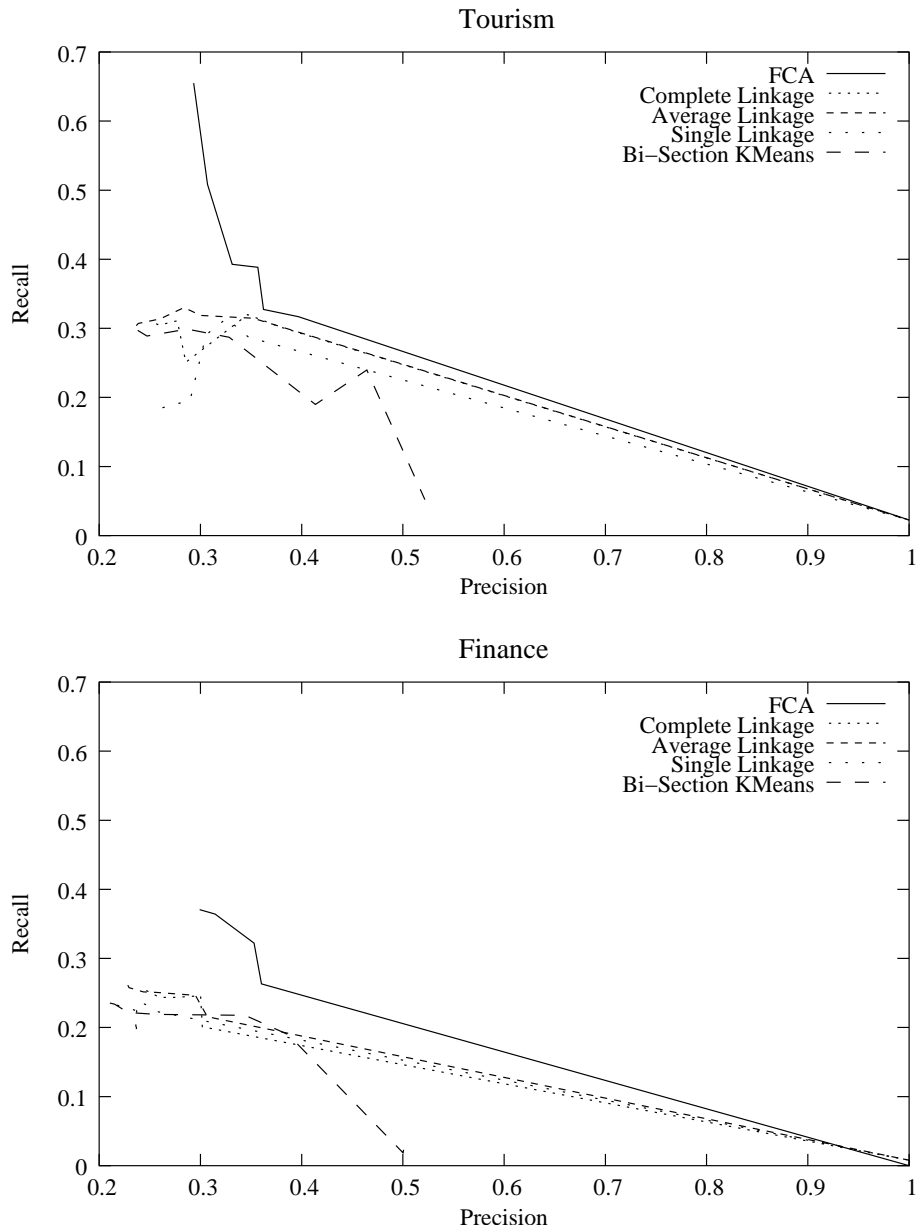 Tourism
0.7
FCA
0.6
Complete Linkage
Average Linkage
Single Linkage
0.5
Bi−Section KMeans
0.4
Recall
0.3
0.2
0.1
0
0.2 0.3 0.4 0.5 0.6 0.7 0.8 0.9 1
Precision
Finance
0.7
FCA
0.6
Complete Linkage
Average Linkage
Single Linkage
0.5
Bi−Section KMeans
0.4
Recall
0.3
0.2
0.1
0
0.2 0.3 0.4 0.5 0.6 0.7 0.8 0.9 1
Precision